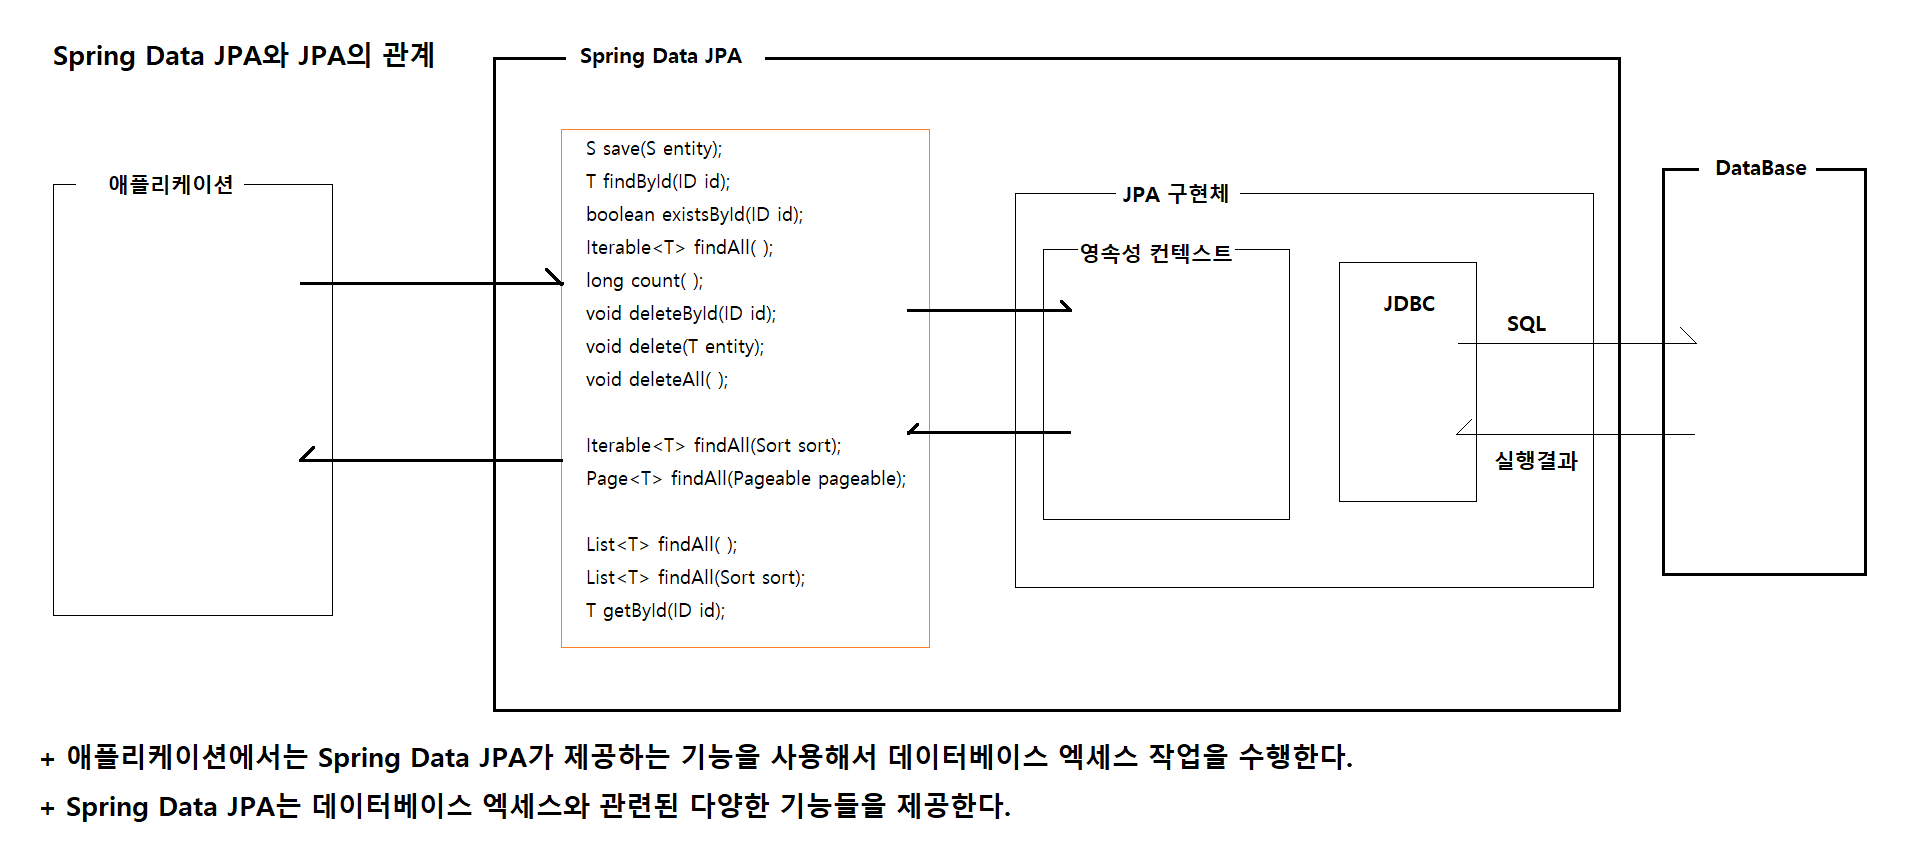 Spring Data JPA와 JPA의 관계
Spring Data JPA
애플리케이션
S save(S entity);
T findById(ID id);
boolean existsById(ID id);
Iterable<T> findAll( );
long count( );
void deleteById(ID id);
void delete(T entity);
void deleteAll( );
Iterable<T> findAll(Sort sort);
Page<T> findAll(Pageable pageable);
List<T> findAll( );
List<T> findAll(Sort sort);
T getById(ID id);
JPA 구현체
영속성 컨텍스트
JDBC
SQL
실행결과
DataBase
+ 애플리케이션에서는 Spring Data JPA가 제공하는 기능을 사용해서 데이터베이스 엑세스 작업을 수행한다.
+ Spring Data JPA는 데이터베이스 엑세스와 관련된 다양한 기능들을 제공한다.